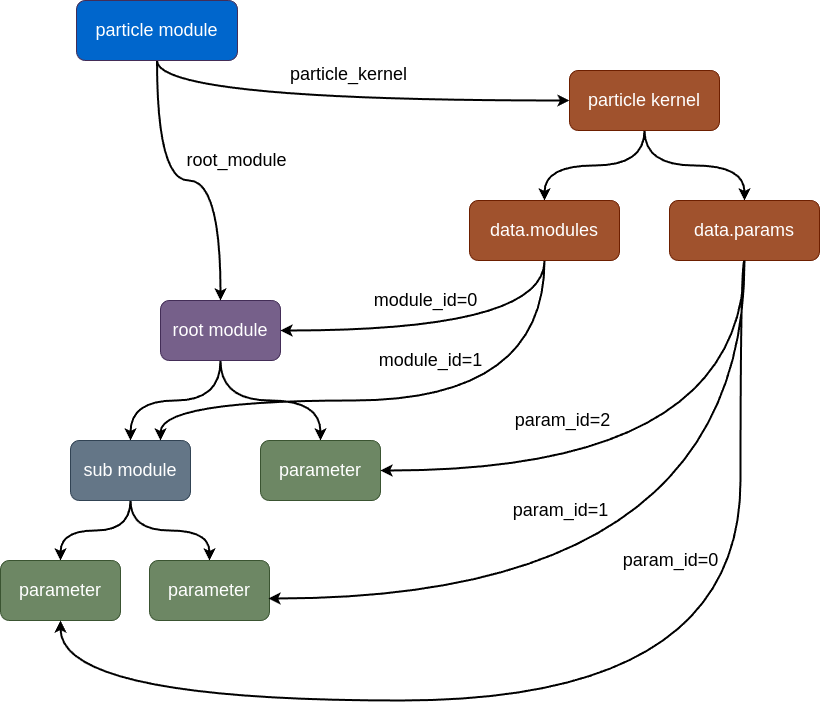 particle module
particle_kernel
particle kernel
root_module
data.modules
data.params
module_id=0
root module
module_id=1
param_id=2
sub module
parameter
param_id=1
param_id=0
parameter
parameter